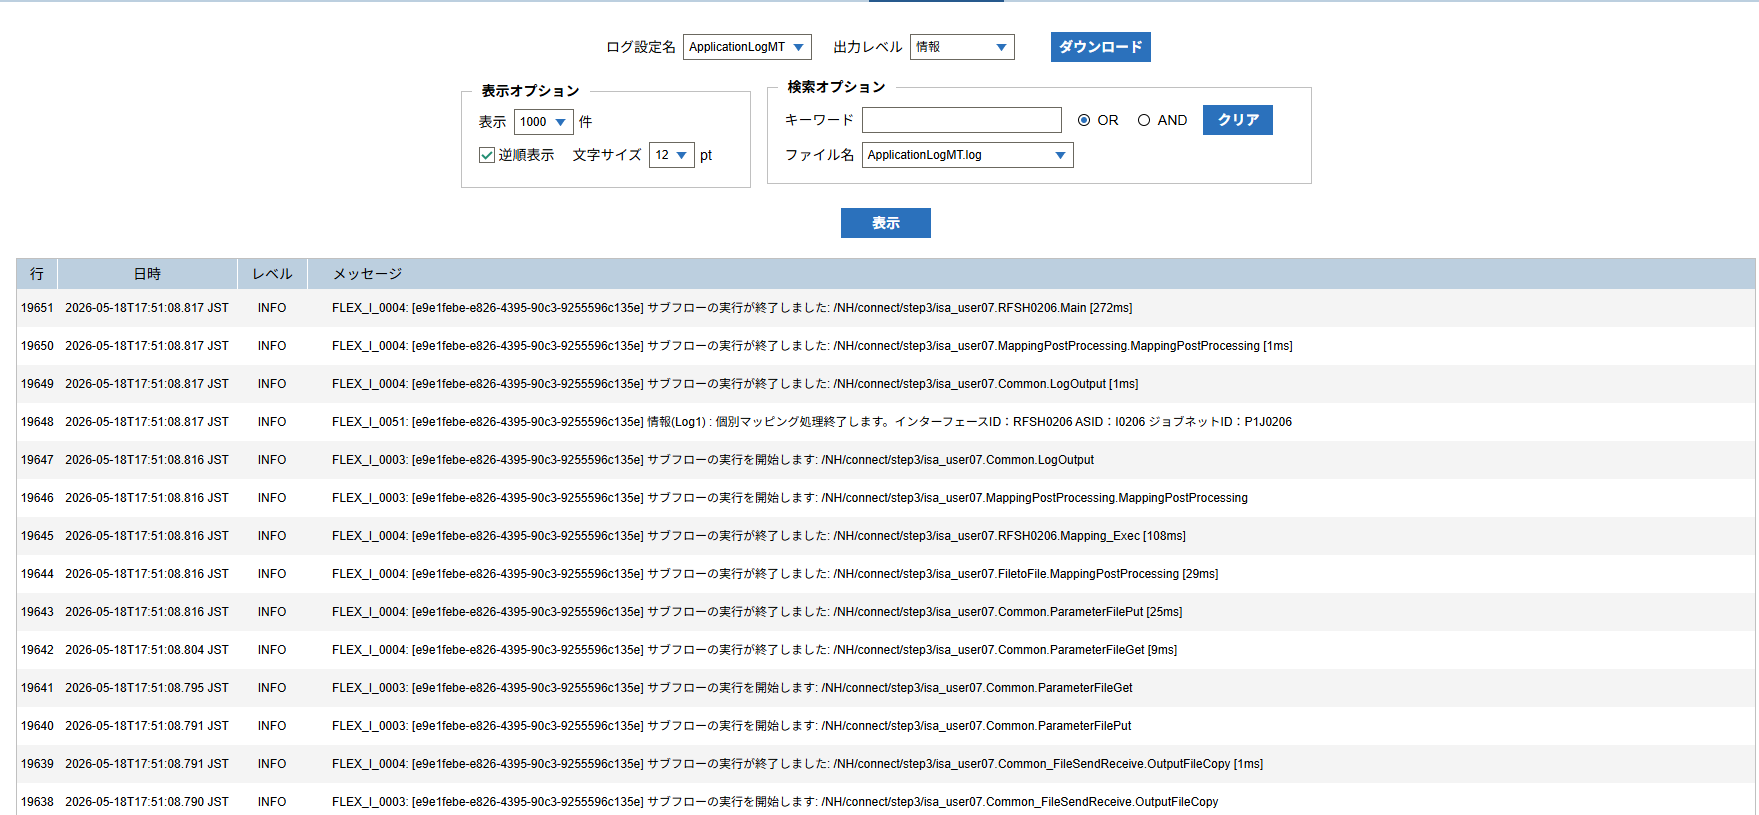 ログ設定名 ApplicationLogMT 出力レベル 情報 ダウンロード
表示オプション
表示 1000 件
逆順表示 文字サイズ 12 pt
検索オプション
キーワード OR AND クリア
ファイル名 ApplicationLogMT.log
表示
行 日時 レベル メッセージ
19651 2026-05-18T17:51:08.817 JST INFO FLEX_I_0004: [e9e1febe-e826-4395-90c3-9255596c135e] サブフローの実行が終了しました: /NH/connect/step3/isa_user07.RFSH0206.Main [272ms]
19650 2026-05-18T17:51:08.817 JST INFO FLEX_I_0004: [e9e1febe-e826-4395-90c3-9255596c135e] サブフローの実行が終了しました: /NH/connect/step3/isa_user07.MappingPostProcessing.MappingPostProcessing [1ms]
19649 2026-05-18T17:51:08.817 JST INFO FLEX_I_0004: [e9e1febe-e826-4395-90c3-9255596c135e] サブフローの実行が終了しました: /NH/connect/step3/isa_user07.Common.LogOutput [1ms]
19648 2026-05-18T17:51:08.817 JST INFO FLEX_I_0051: [e9e1febe-e826-4395-90c3-9255596c135e] 情報(Log1) : 個別マッピング処理終了します。インターフェースID：RFSH0206 ASID：I0206 ジョブネットID：P1J0206
19647 2026-05-18T17:51:08.816 JST INFO FLEX_I_0003: [e9e1febe-e826-4395-90c3-9255596c135e] サブフローの実行を開始します: /NH/connect/step3/isa_user07.Common.LogOutput
19646 2026-05-18T17:51:08.816 JST INFO FLEX_I_0003: [e9e1febe-e826-4395-90c3-9255596c135e] サブフローの実行を開始します: /NH/connect/step3/isa_user07.MappingPostProcessing.MappingPostProcessing
19645 2026-05-18T17:51:08.816 JST INFO FLEX_I_0004: [e9e1febe-e826-4395-90c3-9255596c135e] サブフローの実行が終了しました: /NH/connect/step3/isa_user07.RFSH0206.Mapping_Exec [108ms]
19644 2026-05-18T17:51:08.816 JST INFO FLEX_I_0004: [e9e1febe-e826-4395-90c3-9255596c135e] サブフローの実行が終了しました: /NH/connect/step3/isa_user07.FiletoFile.MappingPostProcessing [29ms]
19643 2026-05-18T17:51:08.816 JST INFO FLEX_I_0004: [e9e1febe-e826-4395-90c3-9255596c135e] サブフローの実行が終了しました: /NH/connect/step3/isa_user07.Common.ParameterFilePut [25ms]
19642 2026-05-18T17:51:08.804 JST INFO FLEX_I_0004: [e9e1febe-e826-4395-90c3-9255596c135e] サブフローの実行が終了しました: /NH/connect/step3/isa_user07.Common.ParameterFileGet [9ms]
19641 2026-05-18T17:51:08.795 JST INFO FLEX_I_0003: [e9e1febe-e826-4395-90c3-9255596c135e] サブフローの実行を開始します: /NH/connect/step3/isa_user07.Common.ParameterFileGet
19640 2026-05-18T17:51:08.791 JST INFO FLEX_I_0003: [e9e1febe-e826-4395-90c3-9255596c135e] サブフローの実行を開始します: /NH/connect/step3/isa_user07.Common.ParameterFilePut
19639 2026-05-18T17:51:08.791 JST INFO FLEX_I_0004: [e9e1febe-e826-4395-90c3-9255596c135e] サブフローの実行が終了しました: /NH/connect/step3/isa_user07.Common_FileSendReceive.OutputFileCopy [1ms]
19638 2026-05-18T17:51:08.790 JST INFO FLEX_I_0003: [e9e1febe-e826-4395-90c3-9255596c135e] サブフローの実行を開始します: /NH/connect/step3/isa_user07.Common_FileSendReceive.OutputFileCopy